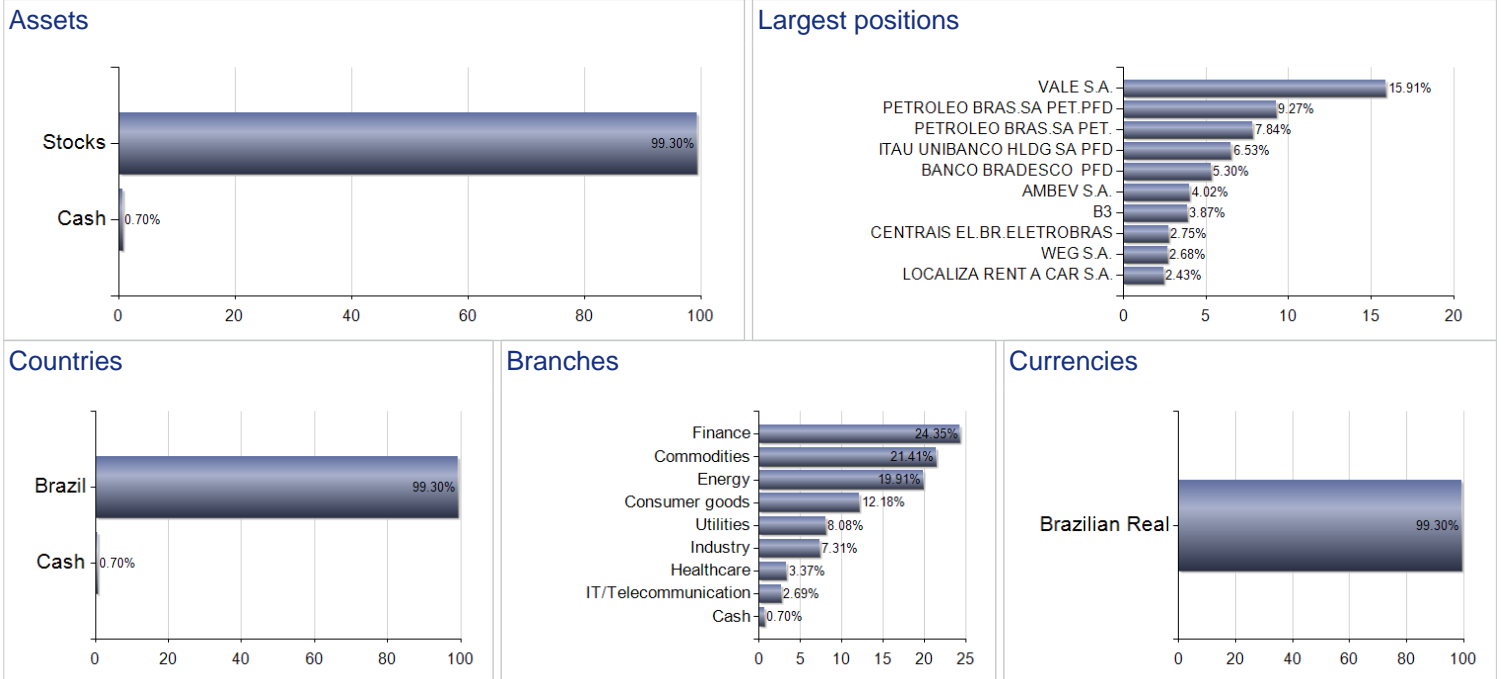 Assets
Stocks
99.30%
Cash
0.70%
0 20 40 60 80 100
Largest positions
VALE S.A. 15.91%
PETROLEO BRAS.SA PET.PFD 9.27%
PETROLEO BRAS.SA PET. 7.84%
ITAU UNIBANCO HLDG SA PFD 6.53%
BANCO BRADESCO PFD 5.30%
AMBEV S.A. 4.02%
B3 3.87%
CENTRAIS EL.BR.ELETROBRAS 2.75%
WEG S.A. 2.68%
LOCALIZA RENT A CAR S.A. 2.43%
0 5 10 15 20
Countries
Brazil 99.30%
Cash 0.70%
0 20 40 60 80 100
Branches
Finance 24.35%
Commodities 21.41%
Energy 19.91%
Consumer goods 12.18%
Utilities 8.08%
Industry 7.31%
Healthcare 3.37%
IT/Telecommunication 2.69%
Cash 0.70%
0 5 10 15 20 25
Currencies
Brazilian Real 99.30%
0 20 40 60 80 100